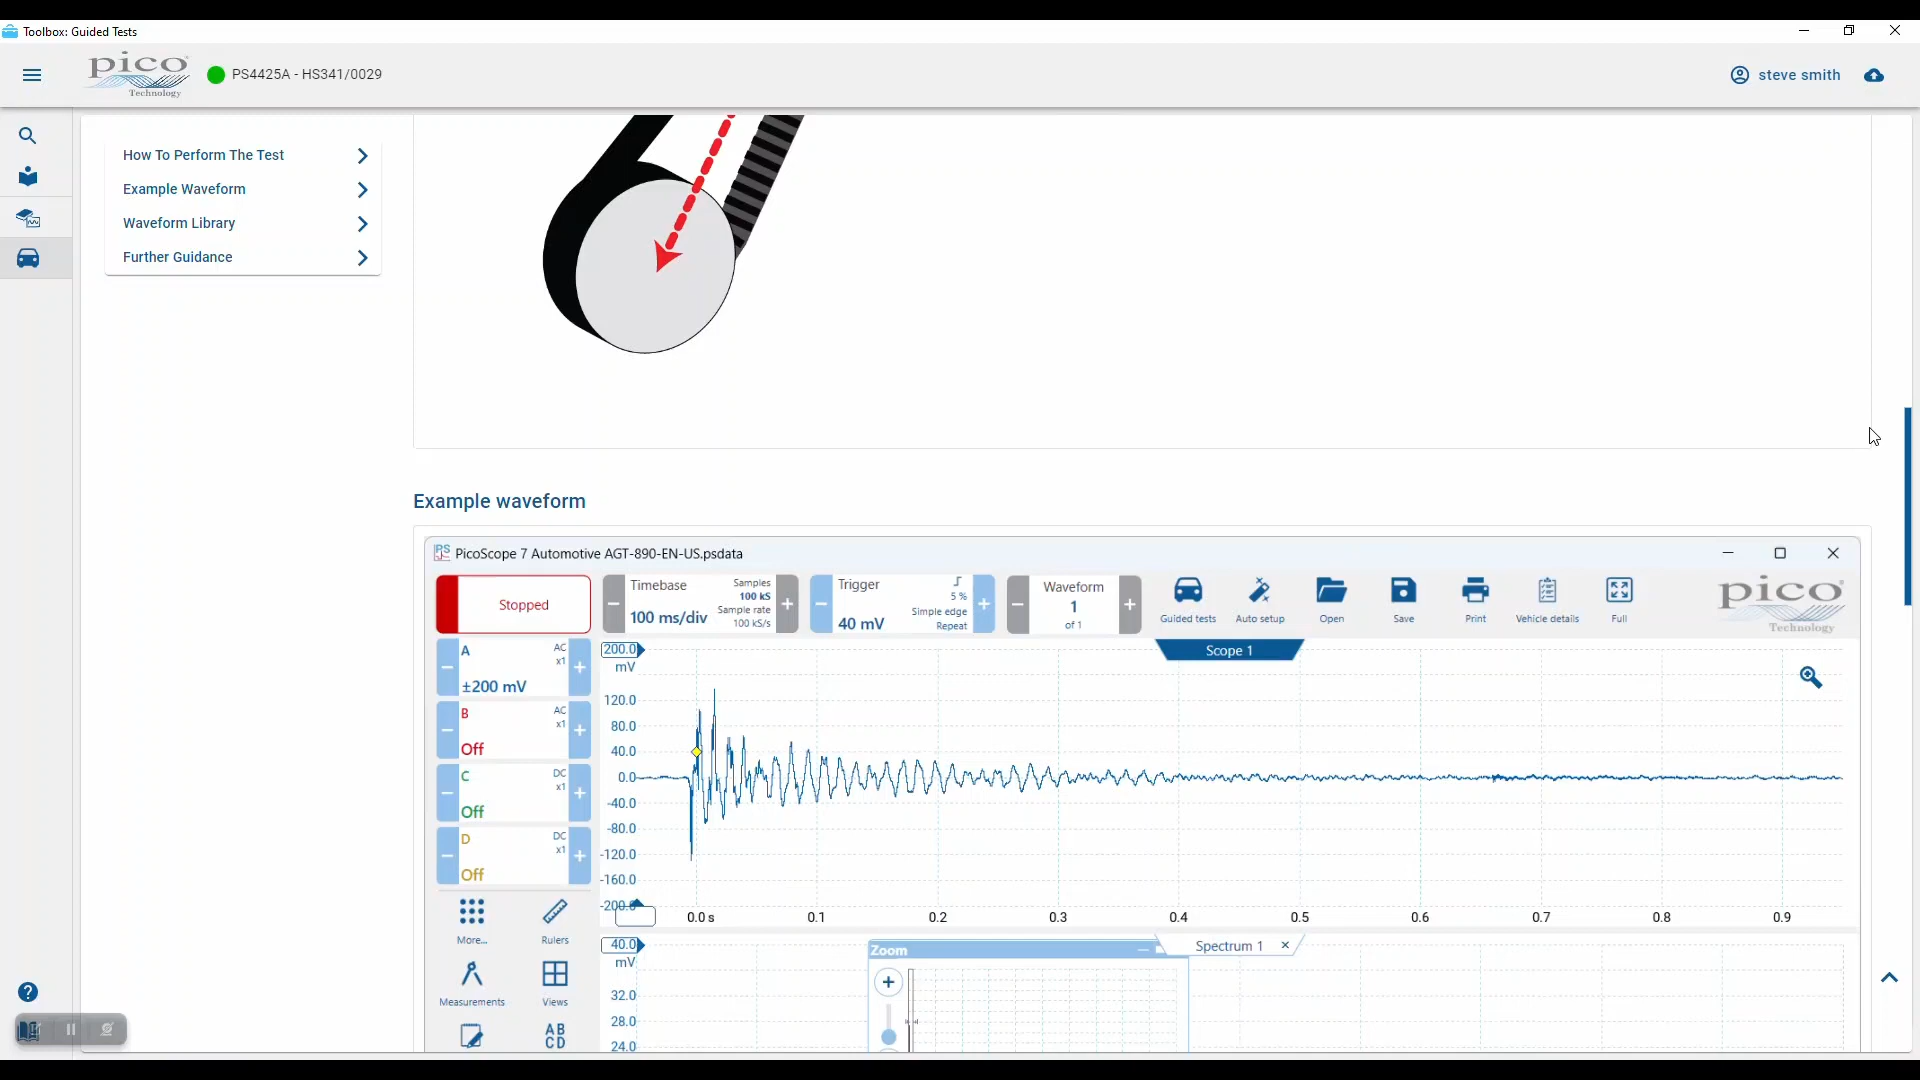 Toolbox: Guided Tests
pico
Technology
PS4425A - HS341/0029
steve smith
How To Perform The Test
Example Waveform
Waveform Library
Further Guidance
Example waveform
PicoScope 7 Automotive AGT-890-EN-US.psdata
Stopped
Timebase
100 ms/div
Samples
100 kS
Sample rate
100 kS/s
Trigger
40 mV
5 %
Simple edge
Repeat
Waveform
1
of 1
Guided tests
Auto setup
Open
Save
Print
Vehicle details
Full
pico
Technology
A
AC
x1
±200 mV
B
AC
x1
Off
C
DC
x1
Off
D
DC
x1
Off
More...
Rulers
Measurements
Views
AB
CD
Scope 1
200.0
mV
120.0
80.0
40.0
0.0
-40.0
-80.0
-120.0
-160.0
-200.0
0.0 s
0.1
0.2
0.3
0.4
0.5
0.6
0.7
0.8
0.9
40.0
mV
32.0
28.0
24.0
Zoom
Spectrum 1